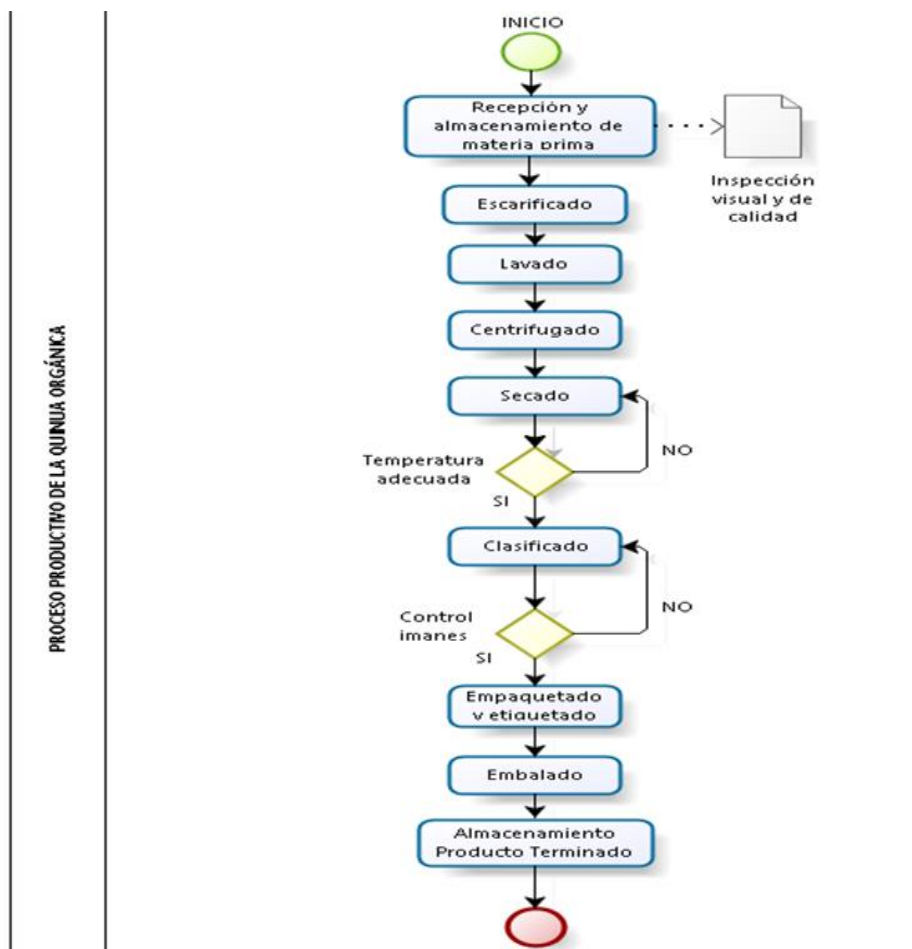 PROCESO PRODUCTIVO DE LA QUINUA ORGÁNICA
INICIO
Recepción y
almacenamiento de
materia prima
Inspección
visual y de
calidad
Escarificado
Lavado
Centrifugado
Secado
NO
Temperatura
adecuada
SI
Clasificado
NO
Control
imanes
SI
Empaquetado
y etiquetado
Embalado
Almacenamiento
Producto Terminado